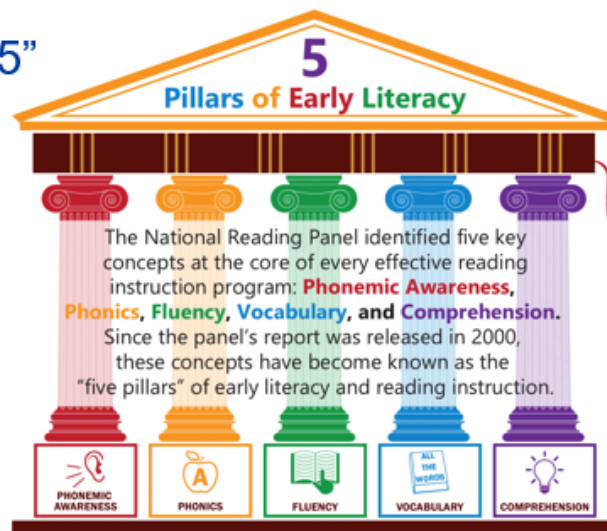 5”
5
Pillars of Early Literacy
The National Reading Panel identified five key
concepts at the core of every effective reading
instruction program: Phonemic Awareness,
Phonics, Fluency, Vocabulary, and Comprehension.
Since the panel's report was released in 2000,
these concepts have become known as the
"five pillars" of early literacy and reading instruction.
PHONEMIC
AWARENESS
A
PHONICS
FLUENCY
ALL
THE
WORDS
VOCABULARY
COMPREHENSION